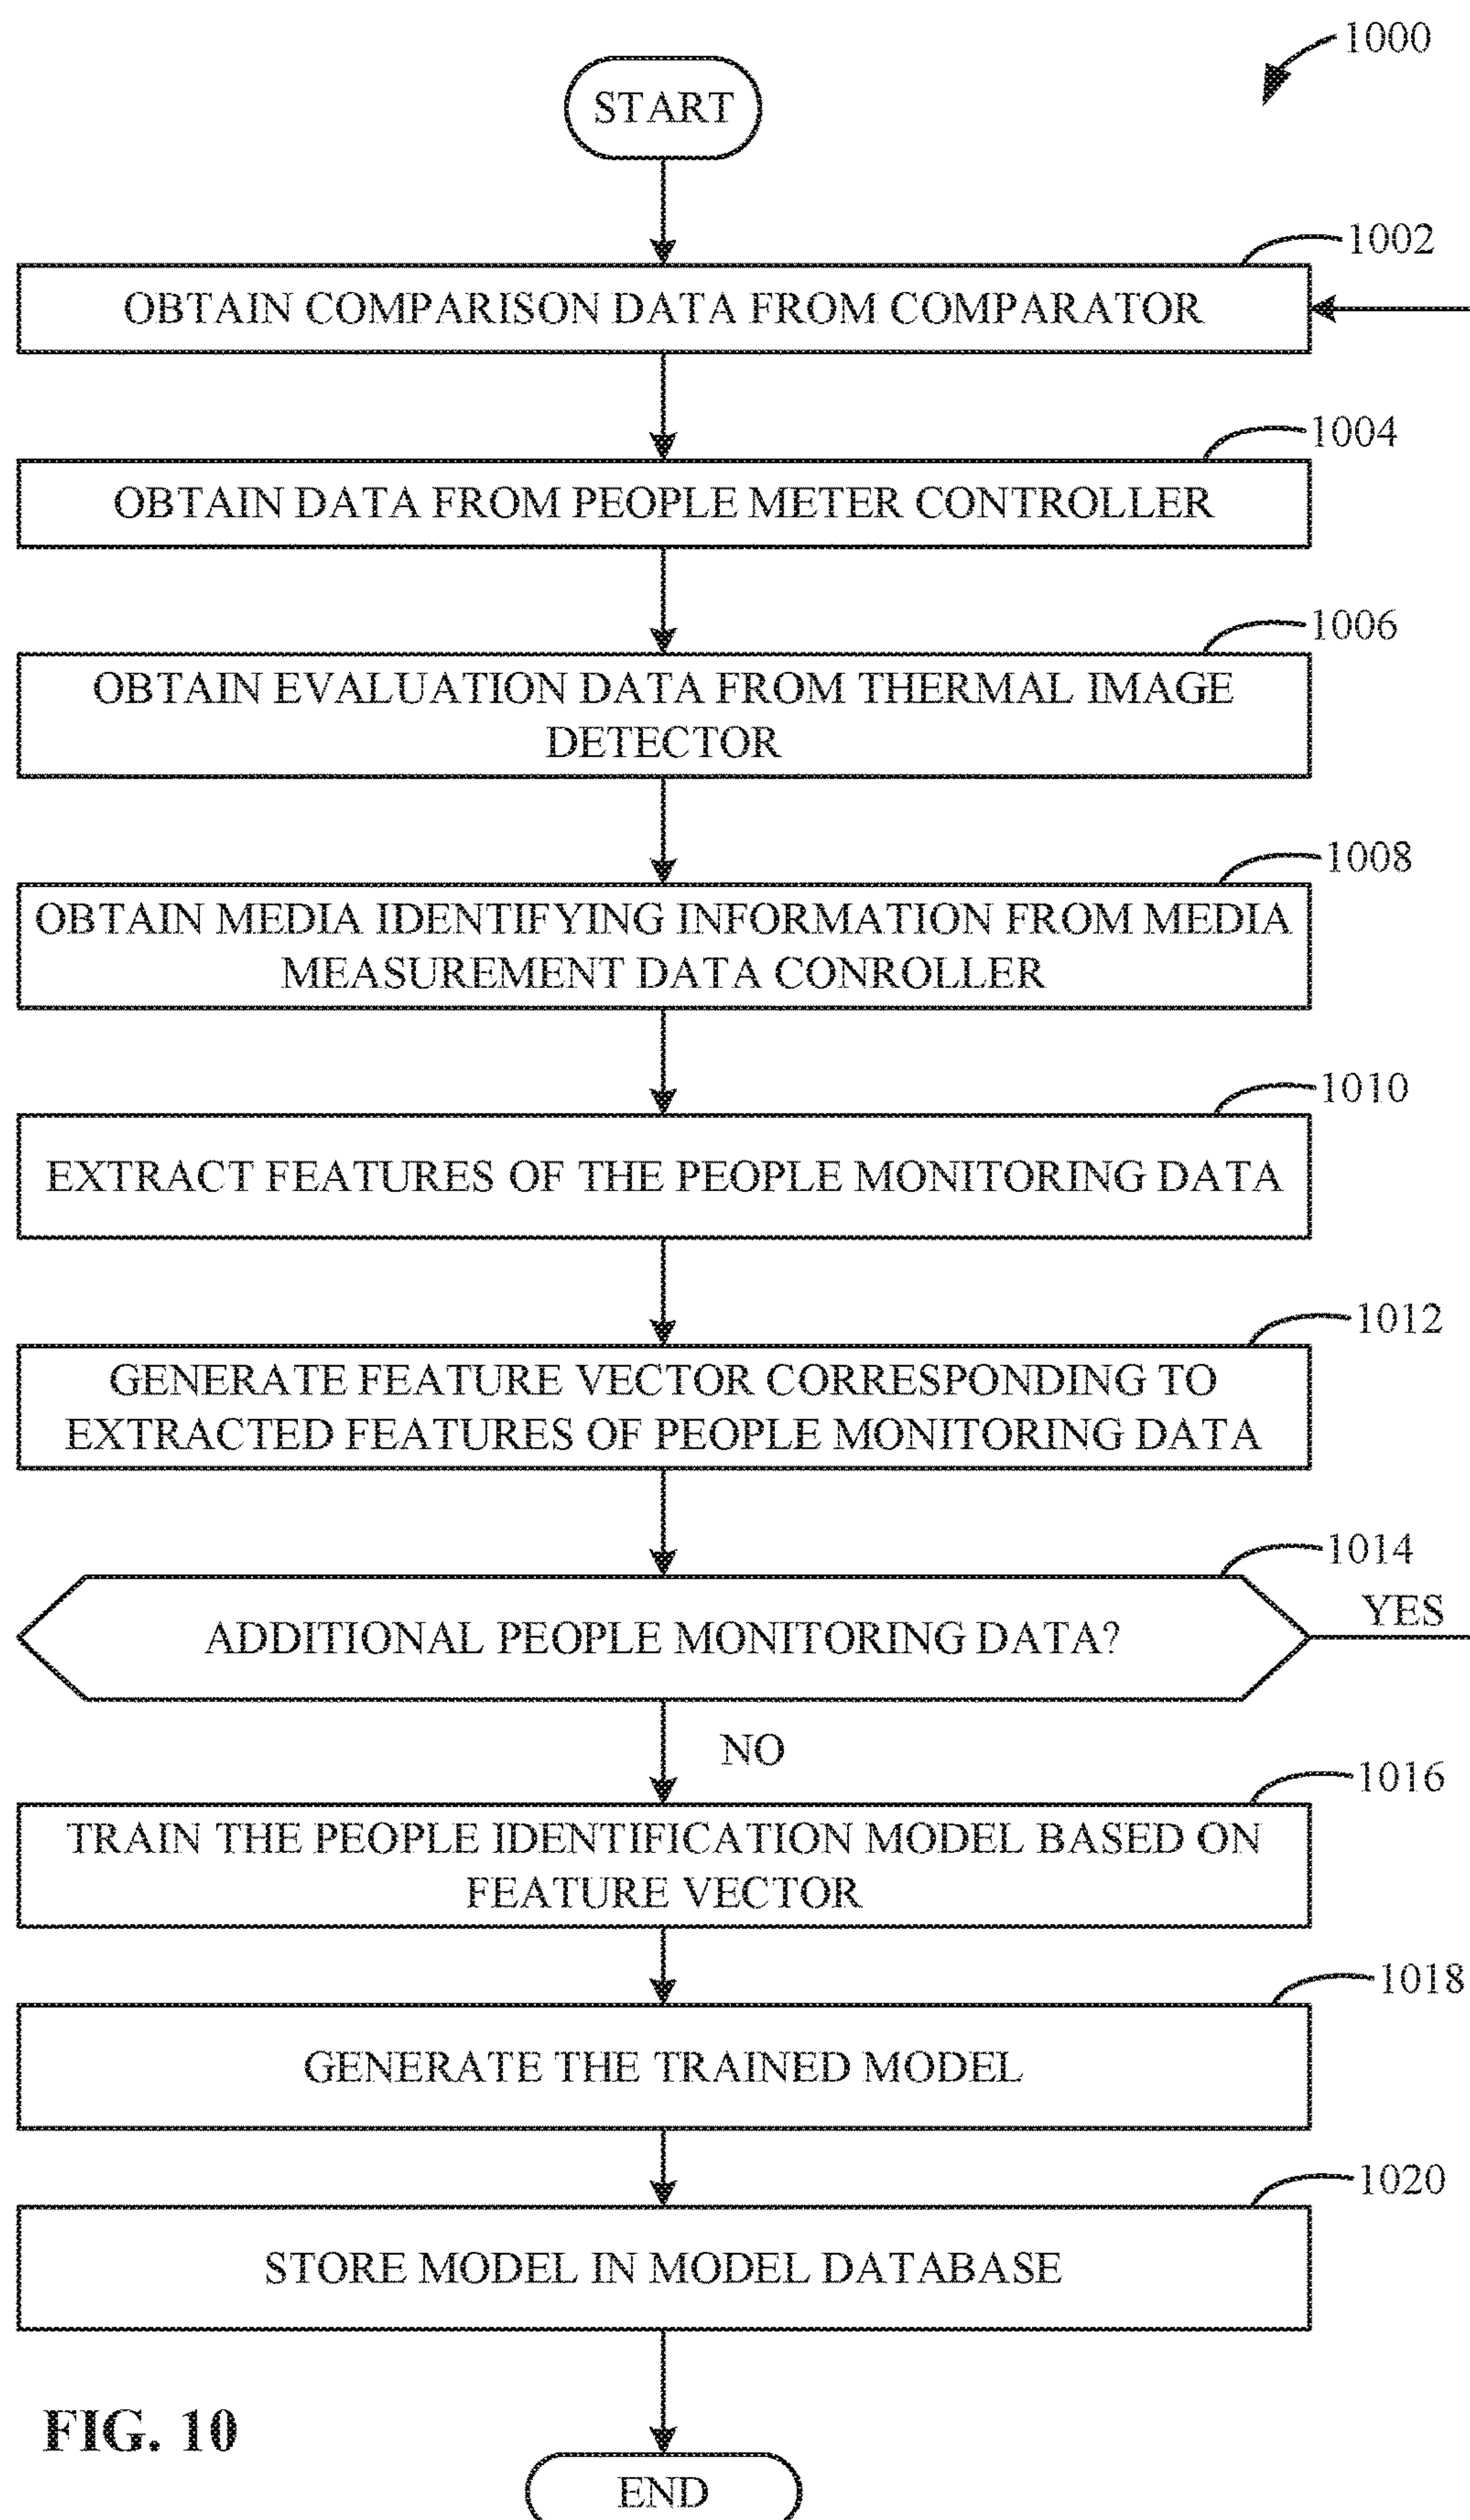 1000
START
1002
OBTAIN COMPARISON DATA FROM COMPARATOR
1004
OBTAIN DATA FROM PEOPLE METER CONTROLLER
1006
OBTAIN EVALUATION DATA FROM THERMAL IMAGE
DETECTOR
1008
OBTAIN MEDIA IDENTIFYING INFORMATION FROM MEDIA
MEASUREMENT DATA CONROLLER
1010
EXTRACT FEATURES OF THE PEOPLE MONITORING DATA
1012
GENERATE FEATURE VECTOR CORRESPONDING TO
EXTRACTED FEATURES OF PEOPLE MONITORING DATA
1014
ADDITIONAL PEOPLE MONITORING DATA?
YES
NO
1016
TRAIN THE PEOPLE IDENTIFICATION MODEL BASED ON
FEATURE VECTOR
1018
GENERATE THE TRAINED MODEL
1020
STORE MODEL IN MODEL DATABASE
FIG. 10
END